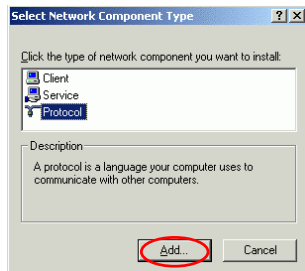 Select Network Component Type
Click the type of network component you want to install:
Client
Service
Protocol
Description
A protocol is a language your computer uses to
communicate with other computers.
Add...
Cancel